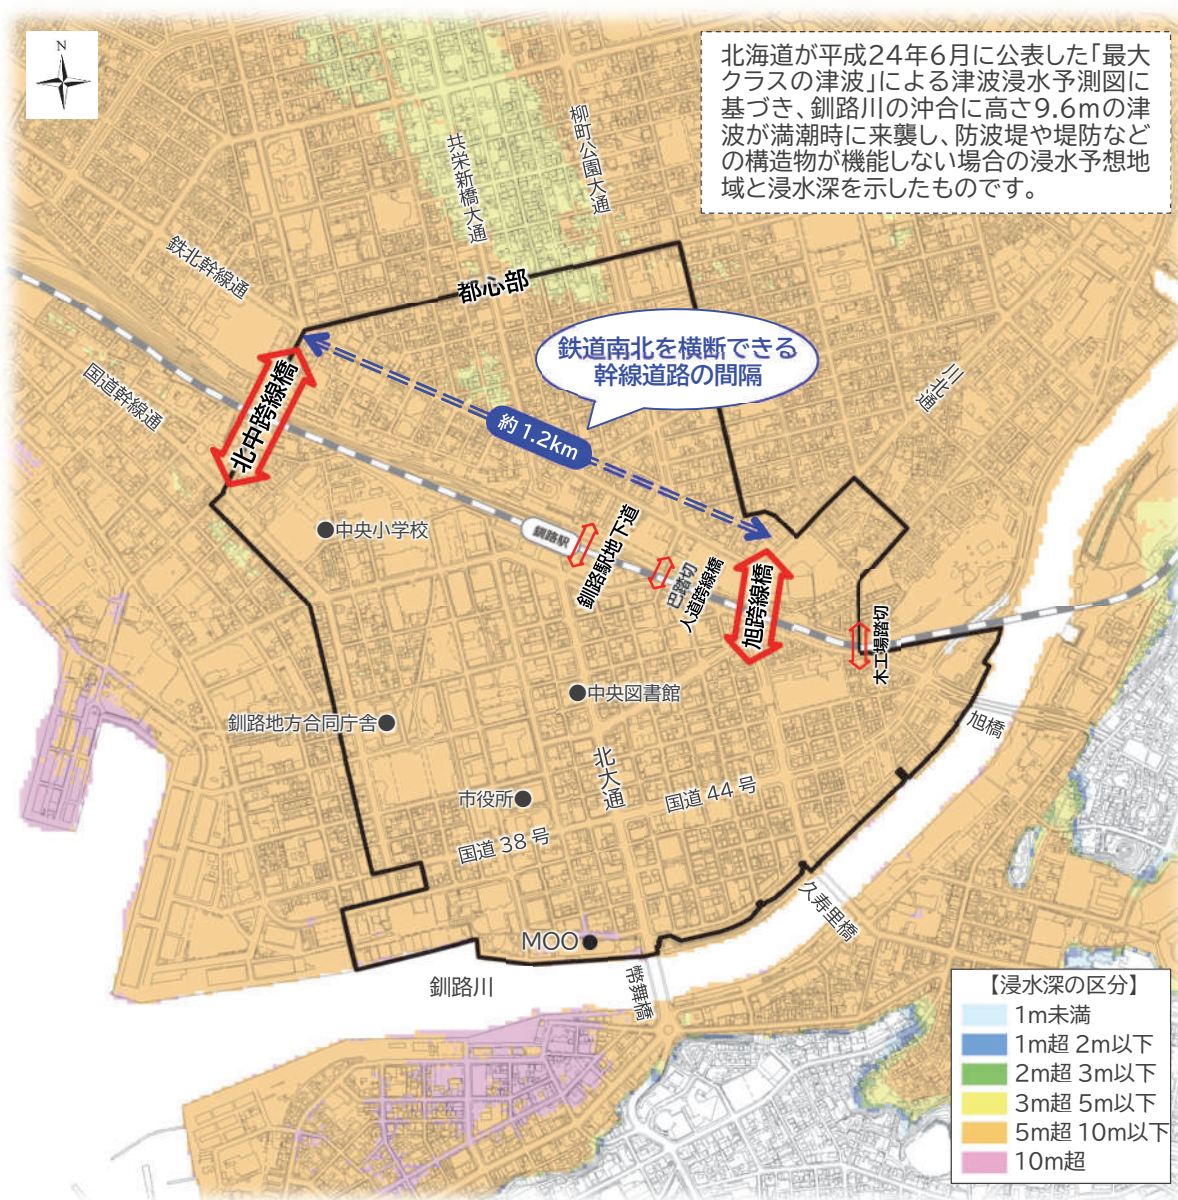 N
北海道が平成24年6月に公表した「最大
クラスの津波」による津波浸水予測図に
基づき、釧路川の沖合に高さ9.6mの津
波が満潮時に来襲し、防波堤や堤防など
の構造物が機能しない場合の浸水予想地
域と浸水深を示したものです。
柳町公園大通
共栄新橋大通
鉄北幹線通
都心部
鉄道南北を横断できる
幹線道路の間隔
国道幹線通
川北通
北中跨線橋
約1.2km
中央小学校
釧路駅
釧路駅地下道
巴踏切
人道跨線橋
旭跨線橋
木工場踏切
中央図書館
釧路地方合同庁舎
旭橋
北大通
市役所
国道 44 号
国道 38 号
久寿里橋
MOO
釧路川
幣舞橋
【浸水深の区分】
1m未満
1m超 2m以下
2m超 3m以下
3m超 5m以下
5m超 10m以下
10m超